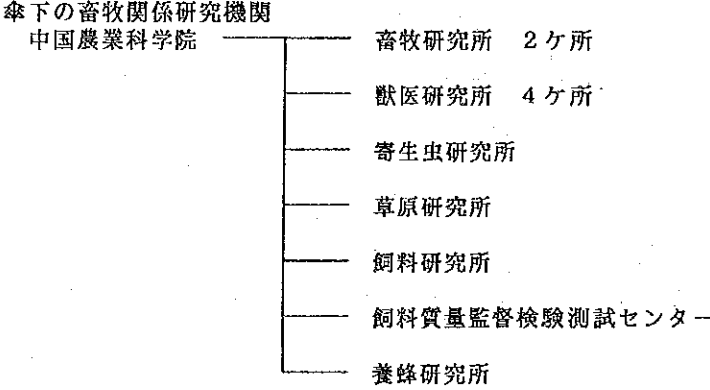 傘下の畜牧関係研究機関
中国農業科学院
畜牧研究所 2ケ所
獣医研究所 4ケ所
寄生虫研究所
草原研究所
飼料研究所
飼料質量監督検験測試センター
養蜂研究所